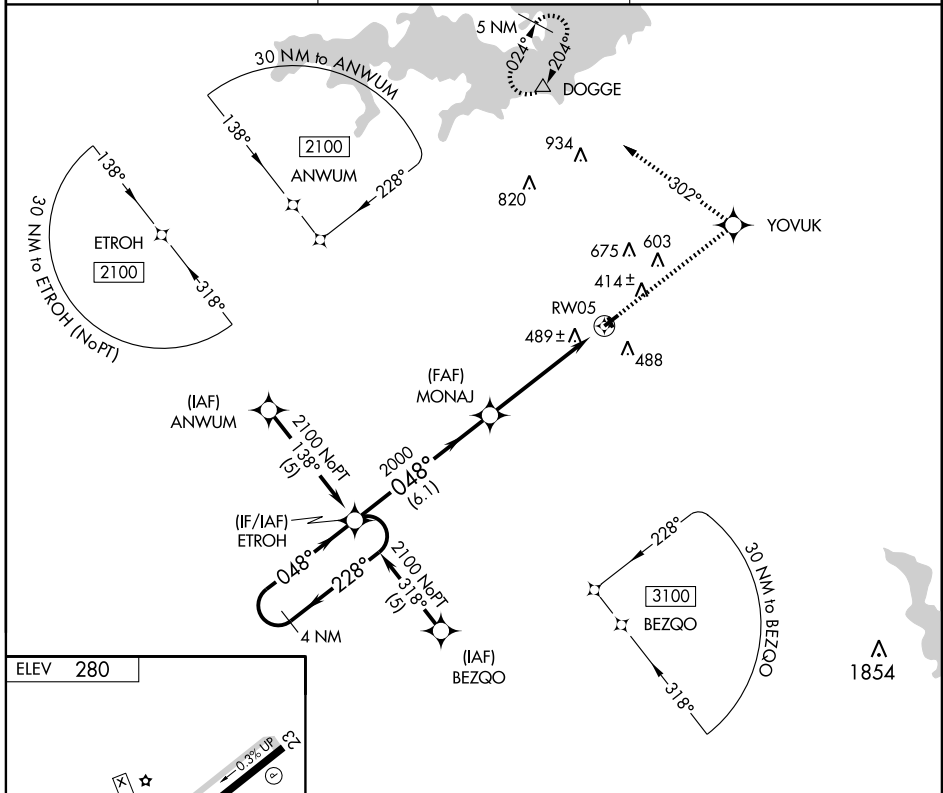 5 NM
024°
204°
DOGGE
30 NM to ANWUM
138°
2100
ANWUM
228°
934
820
302°
YOVUK
138°
ETROH
2100
318°
30 NM to ETROH (NoPT)
675
603
414±
RW05
489±
488
(FAF)
MONAJ
(IAF)
ANWUM
2100 NoPT
138°
(5)
2000
048°
(6.1)
(IF/IAF)
ETROH
048°
228°
4 NM
2100 NoPT
318°
(5)
(IAF)
BEZQO
228°
3100
BEZQO
318°
30 NM to BEZQO
1854
ELEV 280
0.3% UP
23
X
P